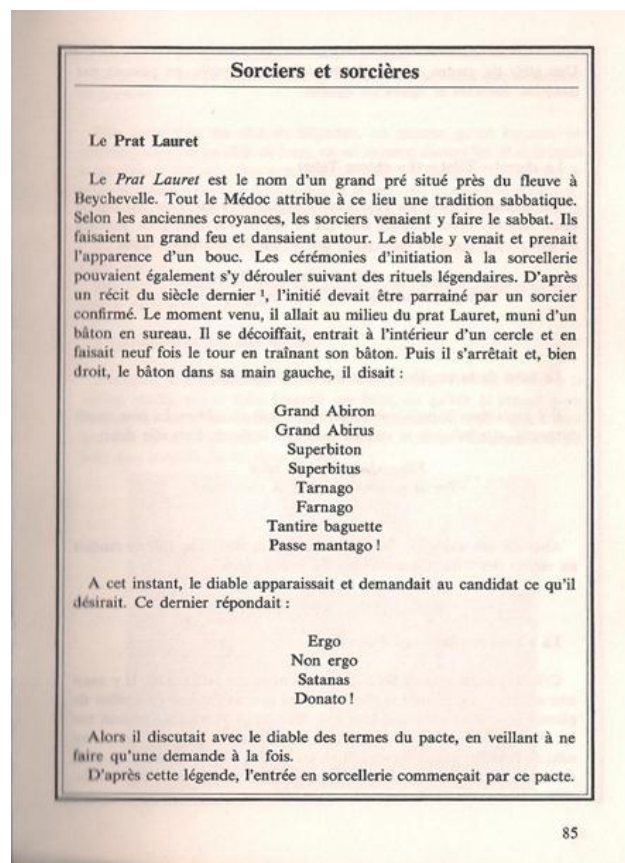 Sorciers et sorcières
Le Prat Lauret
Le Prat Lauret est le nom d'un grand pré situé près du fleuve à
Beychevelle. Tout le Médoc attribue à ce lieu une tradition sabbatique.
Selon les anciennes croyances, les sorciers venaient y faire le sabbat. Ils
faisaient un grand feu et dansaient autour. Le diable y venait et prenait
l'apparence d'un bouc. Les cérémonies d'initiation à la sorcellerie
pouvaient également s'y dérouler suivant des rituels légendaires. D'après
un récit du siècle dernier ¹, l'initié devait être parrainé par un sorcier
confirmé. Le moment venu, il allait au milieu du prat Lauret, muni d'un
bâton en sureau. Il se décoiffait, entrait à l'intérieur d'un cercle et en
faisait neuf fois le tour en traînant son bâton. Puis il s'arrêtait et, bien
droit, le bâton dans sa main gauche, il disait :
Grand Abiron
Grand Abirus
Superbiton
Superbitus
Tarnago
Farnago
Tantire baguette
Passe mantago !
A cet instant, le diable apparaissait et demandait au candidat ce qu'il
désirait. Ce dernier répondait :
Ergo
Non ergo
Satanas
Donato !
Alors il discutait avec le diable des termes du pacte, en veillant à ne
faire qu'une demande à la fois.
D'après cette légende, l'entrée en sorcellerie commençait par ce pacte.
85